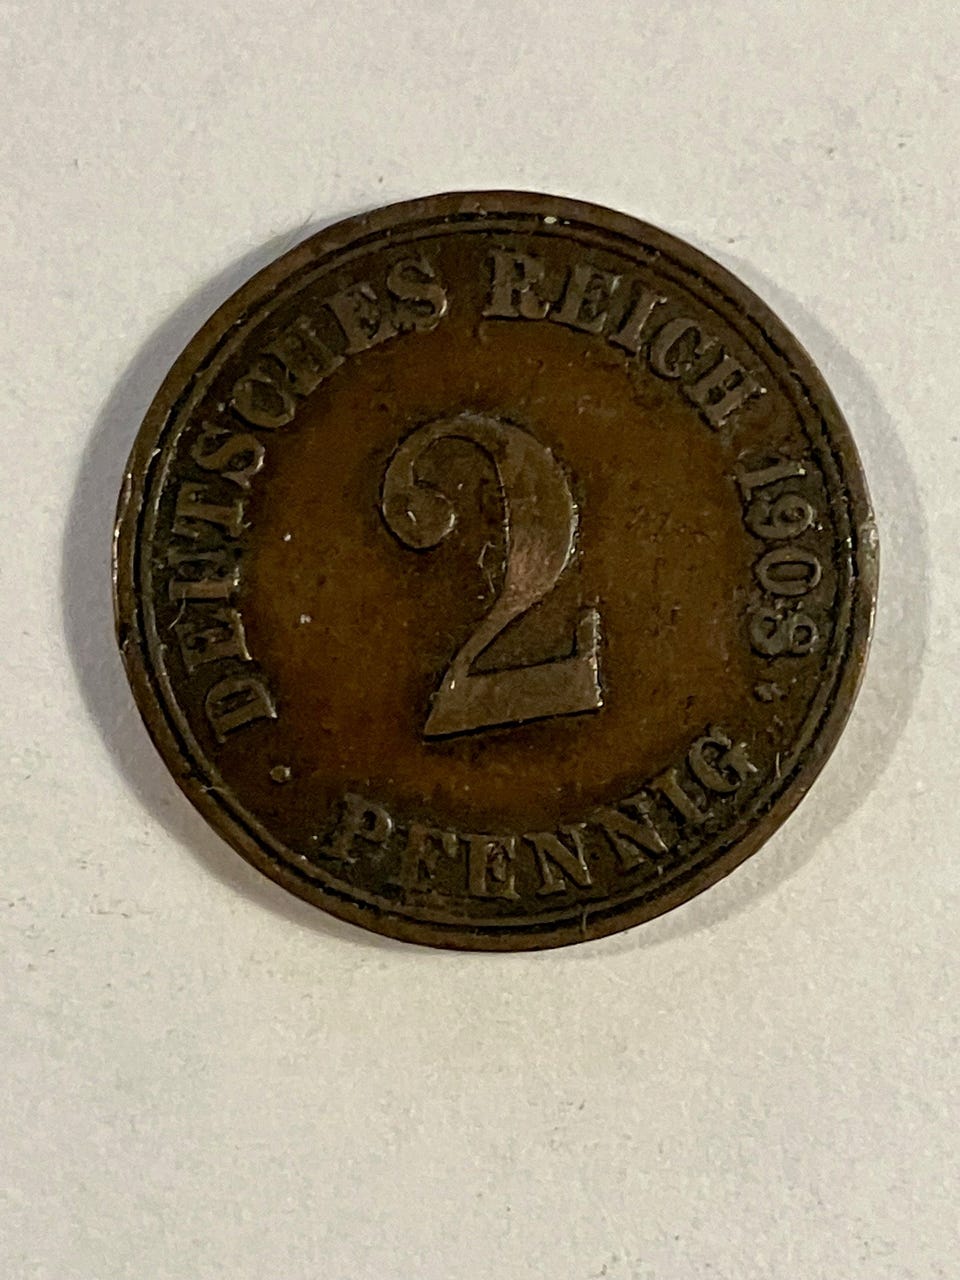 DEUTSCHES REICH 1908
2
PFENNIG